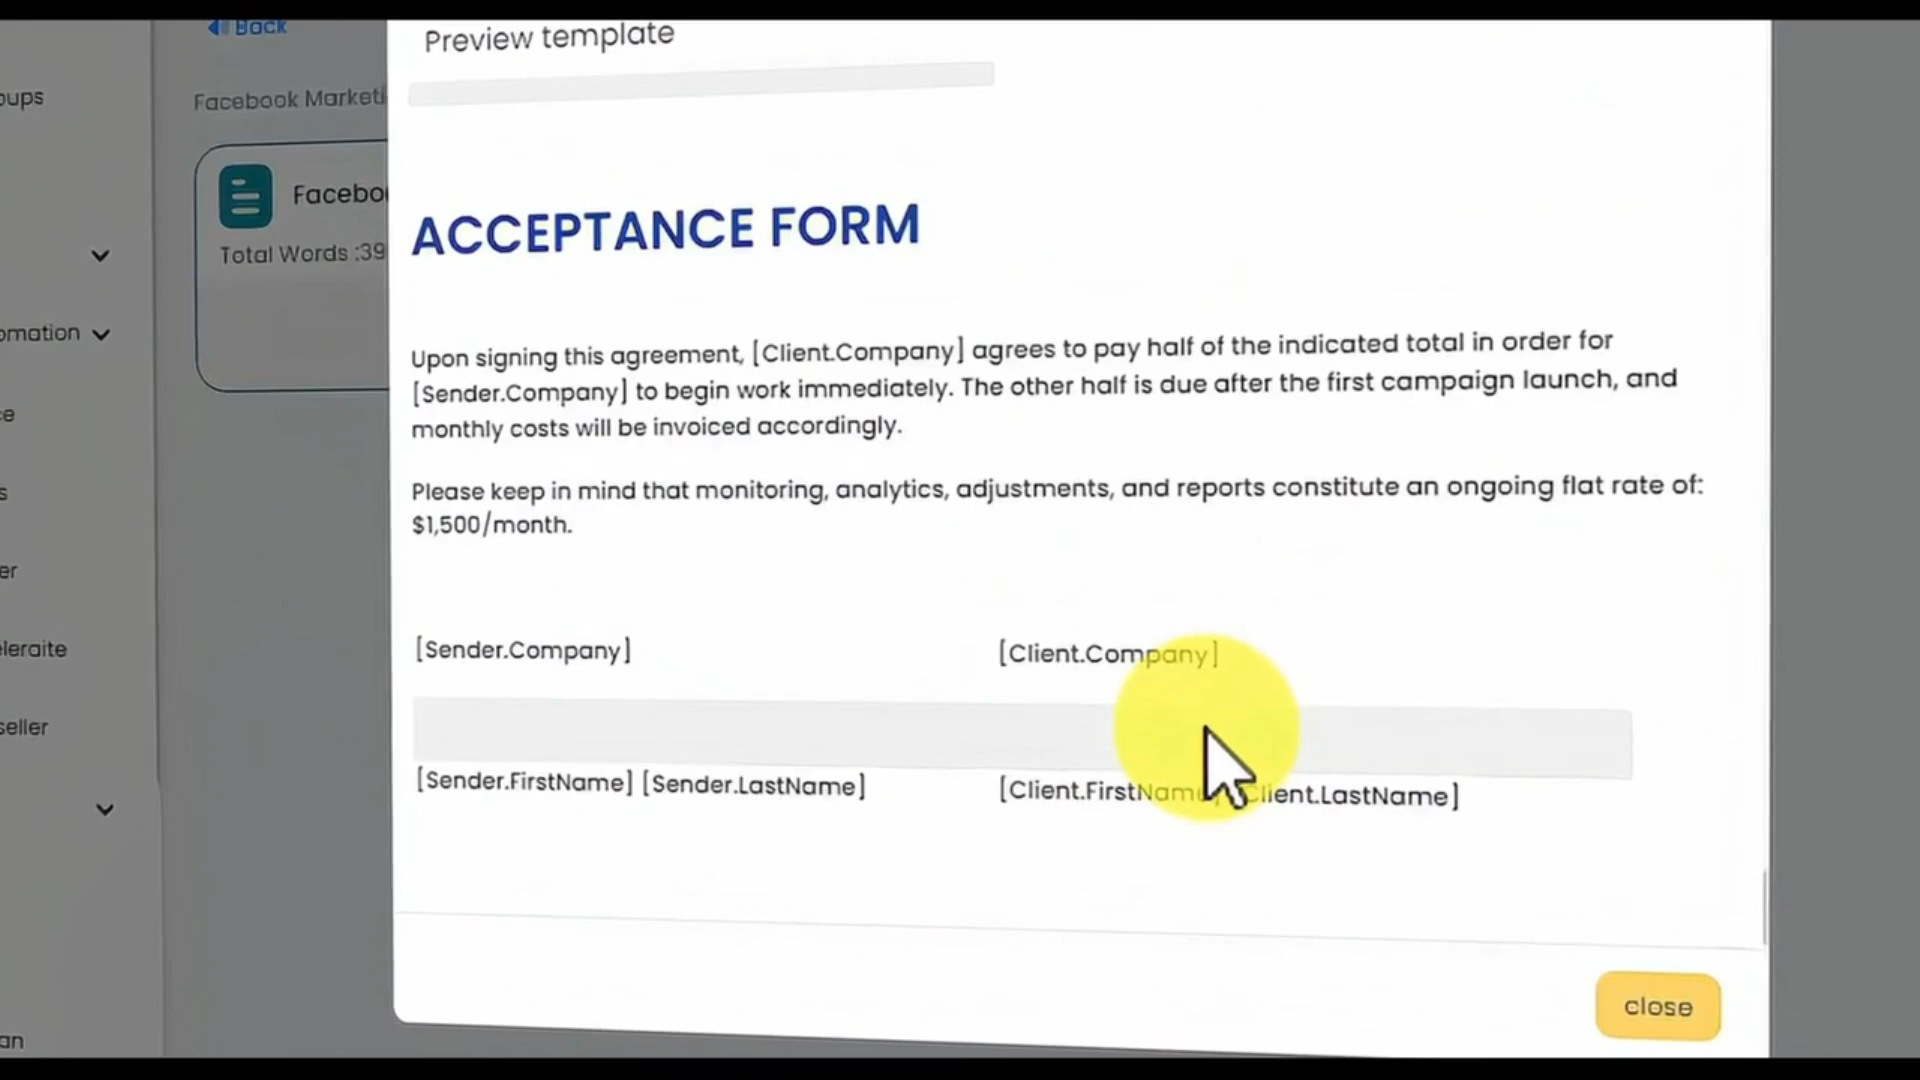 Back
Preview template
oups
Facebook Marketi
Facebo
Total Words :39
omation
ce
s
er
leraite
seller
an
ACCEPTANCE FORM
Upon signing this agreement, [Client.Company] agrees to pay half of the indicated total in order for
[Sender.Company] to begin work immediately. The other half is due after the first campaign launch, and
monthly costs will be invoiced accordingly.
Please keep in mind that monitoring, analytics, adjustments, and reports constitute an ongoing flat rate of:
$1,500/month.
[Sender.Company] [Client.Company]
[Sender.FirstName] [Sender.LastName] [Client.FirstName] [Client.LastName]
close